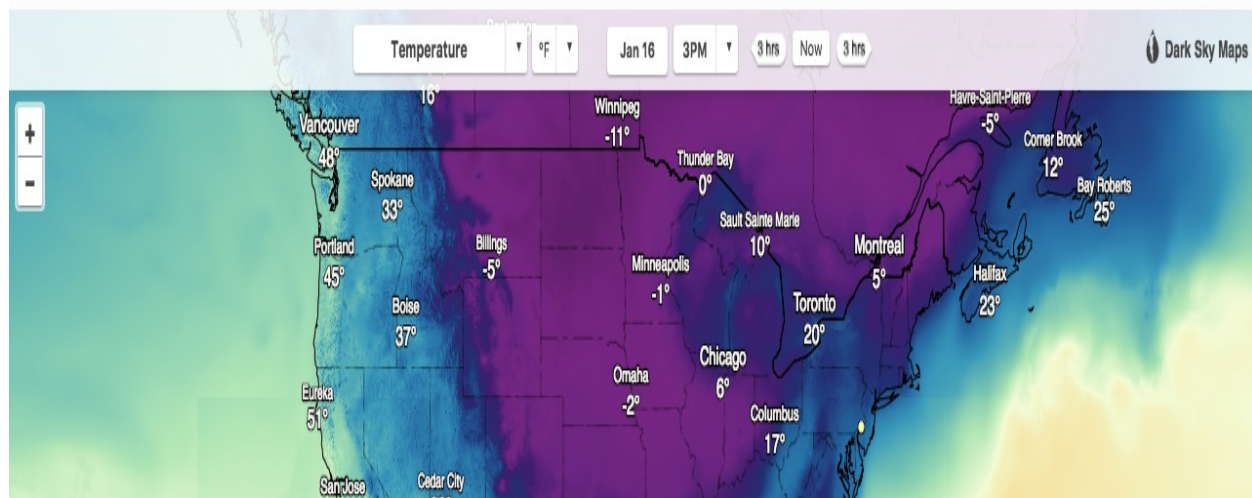 Temperature
°F
Jan 16
3PM
3 hrs
Now
3 hrs
Dark Sky Maps
+
−
16°
Winnipeg
-11°
Havre-Saint-Pierre
-5°
Vancouver
48°
Corner Brook
12°
Thunder Bay
0°
Spokane
33°
Bay Roberts
25°
Sault Sainte Marie
10°
Portland
45°
Billings
-5°
Montreal
5°
Minneapolis
-1°
Halifax
23°
Boise
37°
Toronto
20°
Chicago
6°
Omaha
-2°
Eureka
51°
Columbus
17°
San Jose
Cedar City